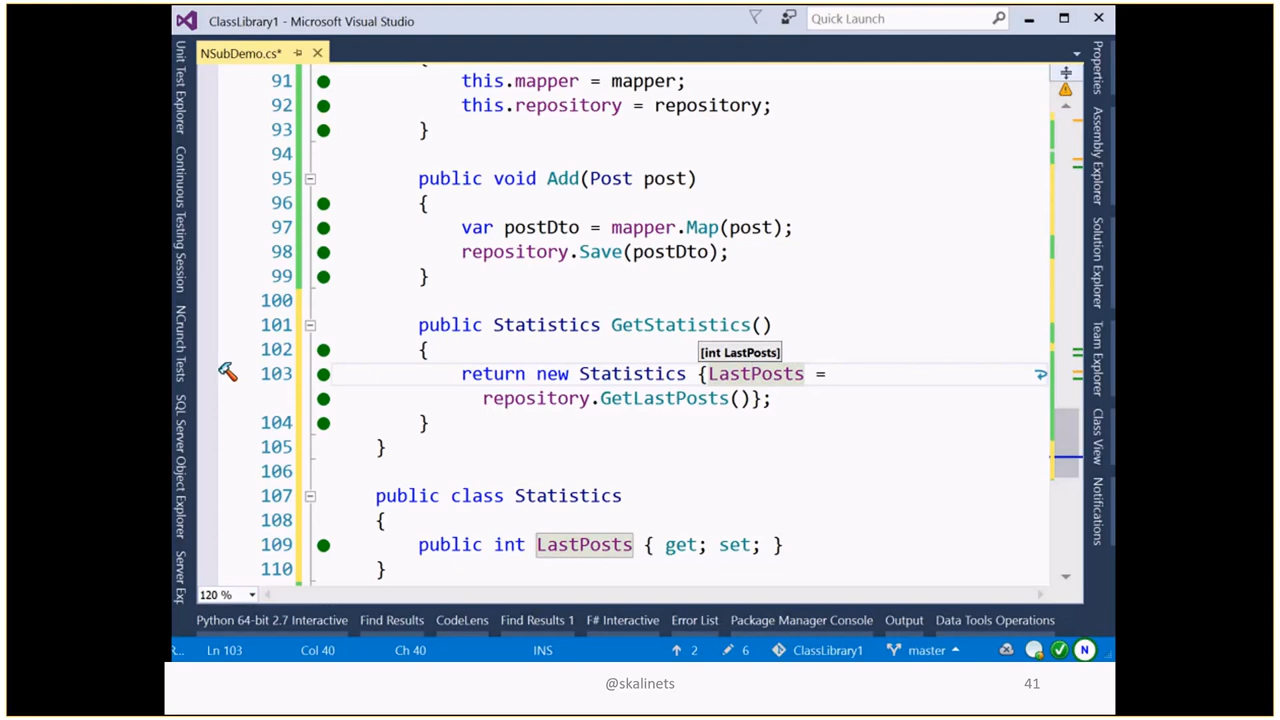 ClassLibrary1 - Microsoft Visual Studio
Quick Launch
NSubDemo.cs*
Unit Test Explorer
Continuous Testing Session
NCrunch Tests
SQL Server Object Explorer
Server Exp
{
91 this.mapper = mapper;
92 this.repository = repository;
93 }
94
95 public void Add(Post post)
96 {
97 var postDto = mapper.Map(post);
98 repository.Save(postDto);
99 }
100
101 public Statistics GetStatistics()
102 {
[int LastPosts]
103 return new Statistics {LastPosts =
repository.GetLastPosts()};
104 }
105 }
106
107 public class Statistics
108 {
109 public int LastPosts { get; set; }
110 }
Properties
Assembly Explorer
Solution Explorer
Team Explorer
Class View
Notifications
120 %
Python 64-bit 2.7 Interactive Find Results CodeLens Find Results 1 F# Interactive Error List Package Manager Console Output Data Tools Operations
R... Ln 103 Col 40 Ch 40 INS 2 6 ClassLibrary1 master N
@skalinets 41